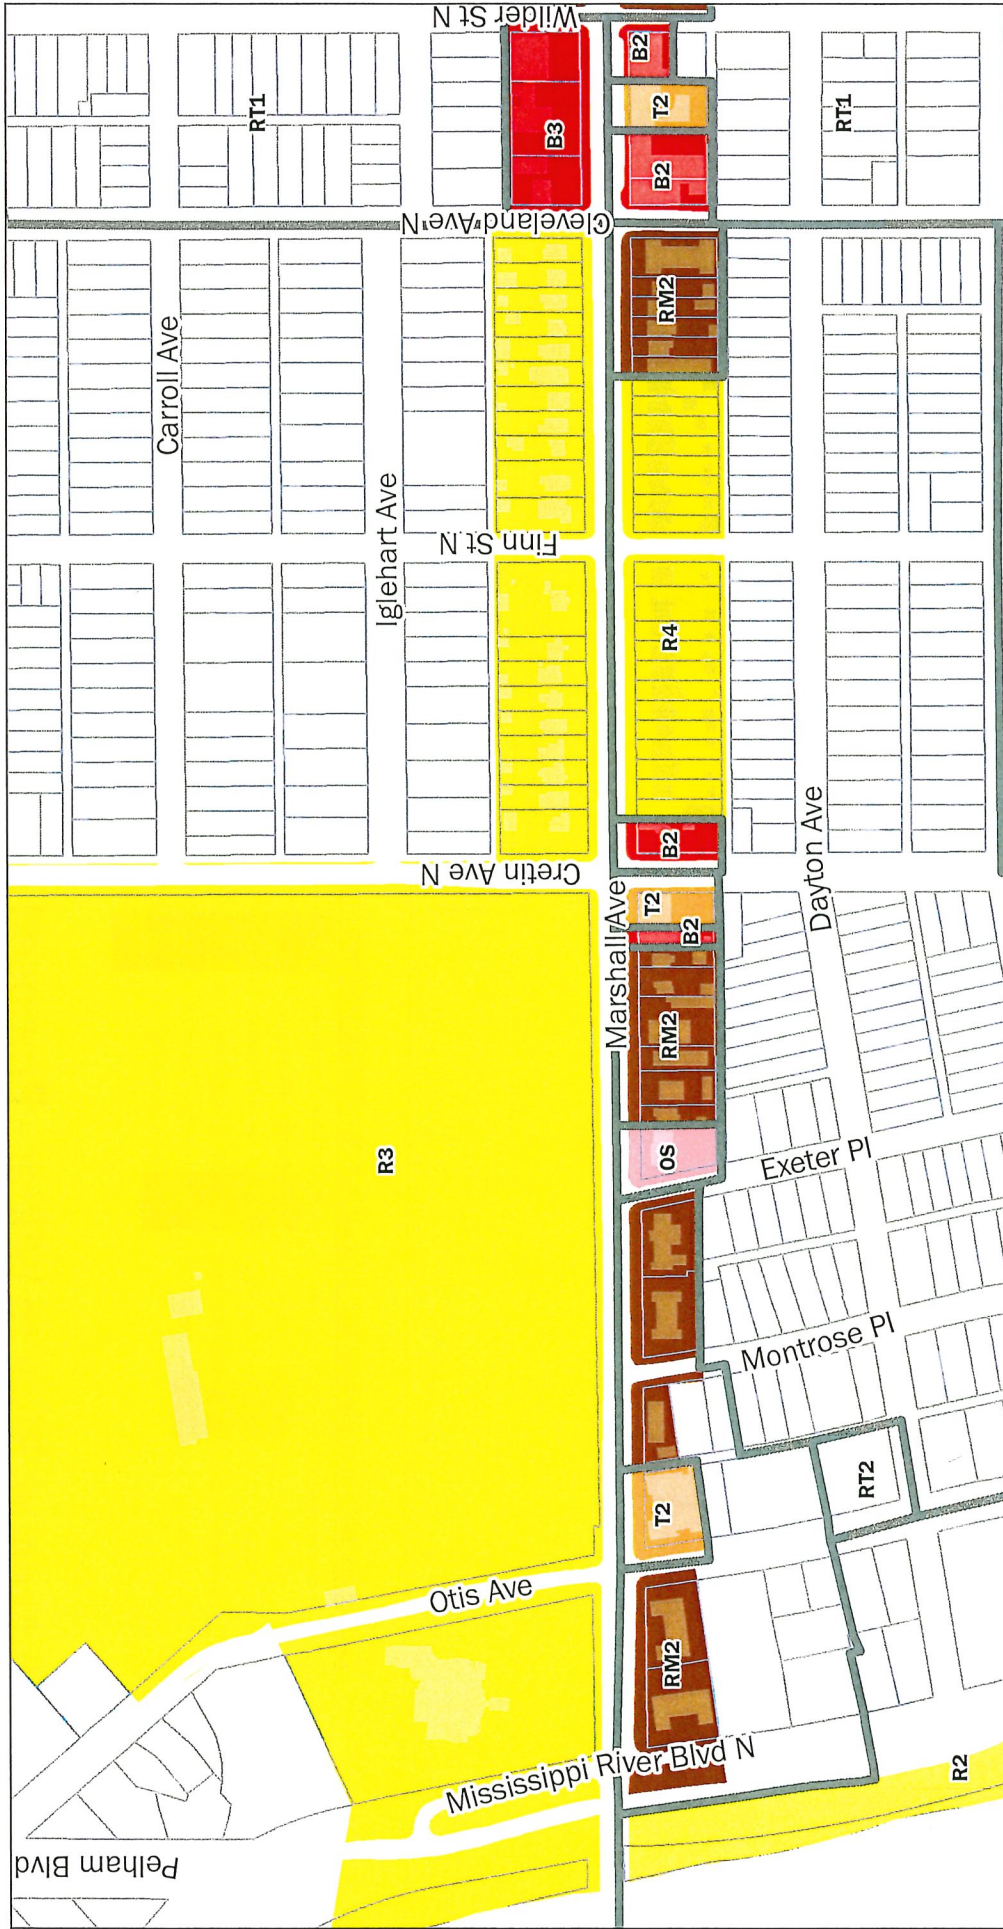 Wilder St N
RT1
B3
B2
T2
B2
RT1
Cleveland Ave N
RM2
Carroll Ave
Iglehart Ave
Finn St N
R4
Cretin Ave N
B2
Dayton Ave
Marshall Ave
T2
B2
RM2
R3
OS
Exeter Pl
Montrose Pl
T2
RT2
Otis Ave
RM2
Mississippi River Blvd N
R2
Pelham Blvd